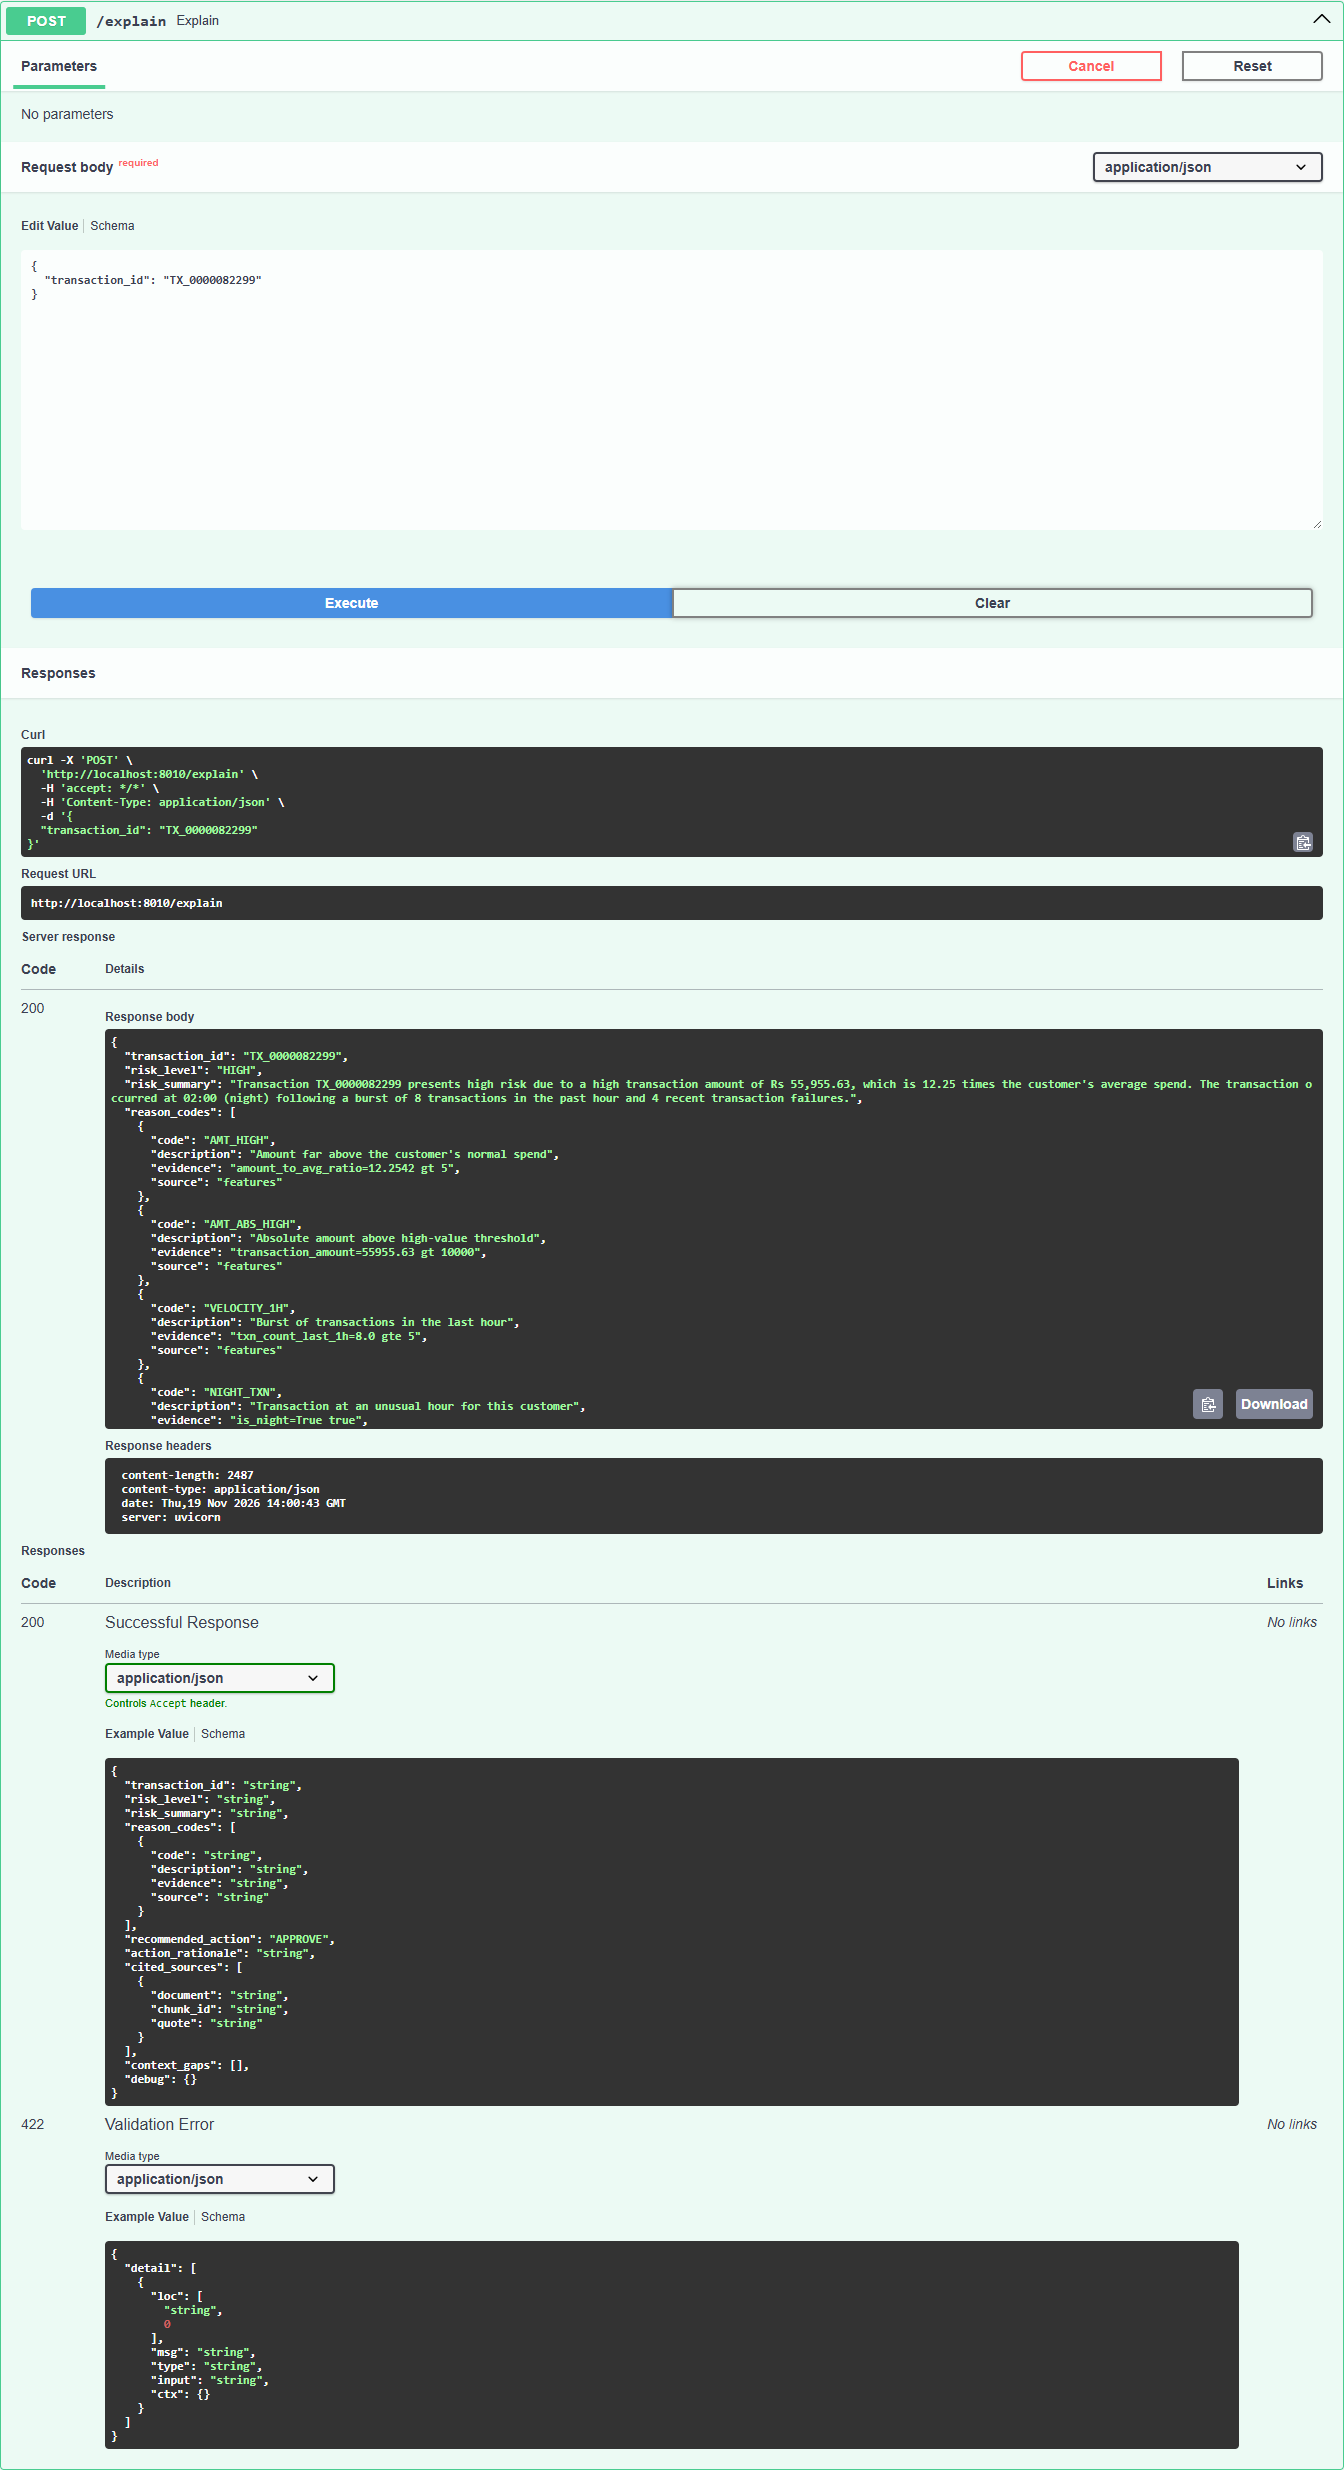 POST /explain Explain
Parameters
Cancel Reset
No parameters
Request body required
application/json
Edit Value Schema
{
  "transaction_id": "TX_0000082299"
}
Execute Clear
Responses
Curl
curl -X 'POST' \
  'http://localhost:8010/explain' \
  -H 'accept: */*' \
  -H 'Content-Type: application/json' \
  -d '{
  "transaction_id": "TX_0000082299"
}'
Request URL
http://localhost:8010/explain
Server response
Code Details
200
Response body
{
  "transaction_id": "TX_0000082299",
  "risk_level": "HIGH",
  "risk_summary": "Transaction TX_0000082299 presents high risk due to a high transaction amount of Rs 55,955.63, which is 12.25 times the customer's average spend. The transaction o
ccurred at 02:00 (night) following a burst of 8 transactions in the past hour and 4 recent transaction failures.",
  "reason_codes": [
    {
      "code": "AMT_HIGH",
      "description": "Amount far above the customer's normal spend",
      "evidence": "amount_to_avg_ratio=12.2542 gt 5",
      "source": "features"
    },
    {
      "code": "AMT_ABS_HIGH",
      "description": "Absolute amount above high-value threshold",
      "evidence": "transaction_amount=55955.63 gt 10000",
      "source": "features"
    },
    {
      "code": "VELOCITY_1H",
      "description": "Burst of transactions in the last hour",
      "evidence": "txn_count_last_1h=8.0 gte 5",
      "source": "features"
    },
    {
      "code": "NIGHT_TXN",
      "description": "Transaction at an unusual hour for this customer",
      "evidence": "is_night=True true",
Download
Response headers
content-length: 2487
content-type: application/json
date: Thu,19 Nov 2026 14:00:43 GMT
server: uvicorn
Responses
Code Description Links
200 Successful Response No links
Media type
application/json
Controls Accept header.
Example Value Schema
{
  "transaction_id": "string",
  "risk_level": "string",
  "risk_summary": "string",
  "reason_codes": [
    {
      "code": "string",
      "description": "string",
      "evidence": "string",
      "source": "string"
    }
  ],
  "recommended_action": "APPROVE",
  "action_rationale": "string",
  "cited_sources": [
    {
      "document": "string",
      "chunk_id": "string",
      "quote": "string"
    }
  ],
  "context_gaps": [],
  "debug": {}
}
422 Validation Error No links
Media type
application/json
Example Value Schema
{
  "detail": [
    {
      "loc": [
        "string",
        0
      ],
      "msg": "string",
      "type": "string",
      "input": "string",
      "ctx": {}
    }
  ]
}